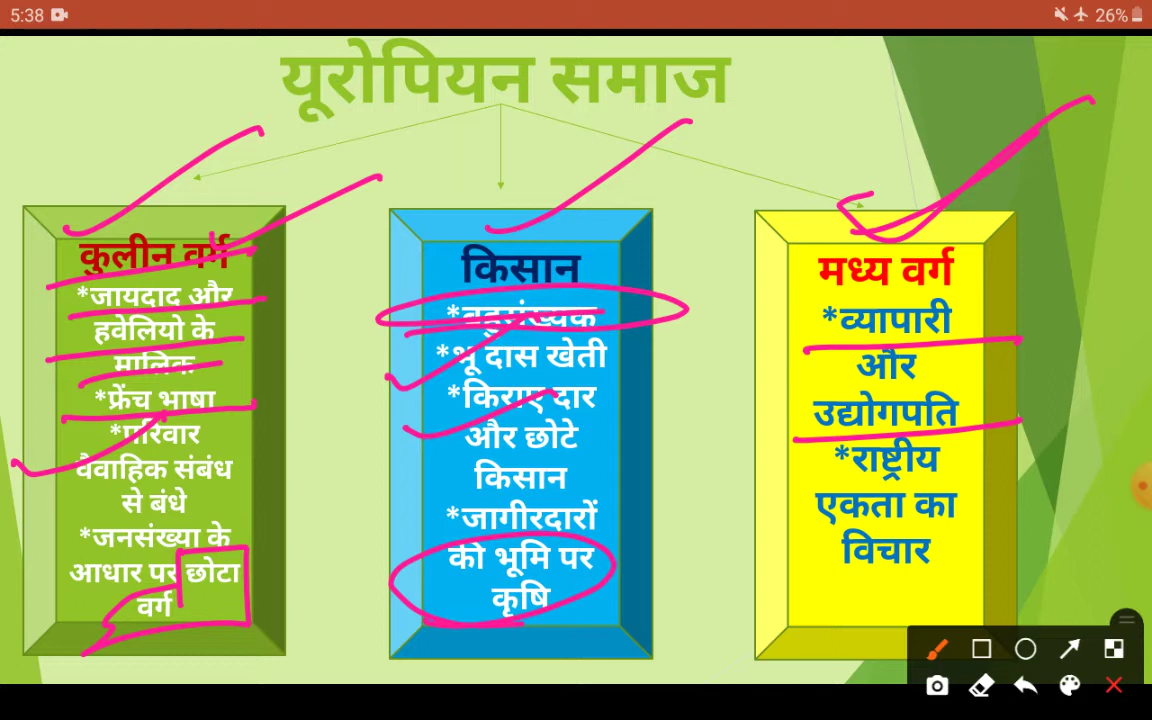 5:38
26%
यूरोपियन समाज
कुलीन वर्ग
*जायदाद और
हवेलियो के
मालिक
*फ्रेंच भाषा
*परिवार
वैवाहिक संबंध
से बंधे
*जनसंख्या के
आधार पर छोटा
वर्ग
किसान
*बहुसंख्यक
*भू दास खेती
*किराए दार
और छोटे
किसान
*जागीरदारों
की भूमि पर
कृषि
मध्य वर्ग
*व्यापारी
और
उद्योगपति
*राष्ट्रीय
एकता का
विचार